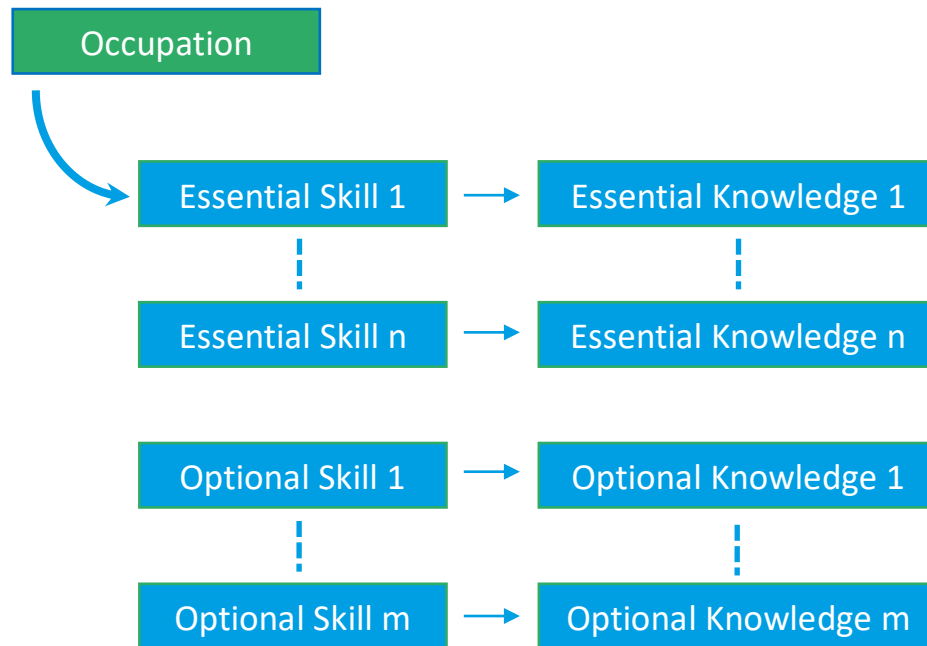 Occupation
Essential Skill 1
Essential Knowledge 1
Essential Skill n
Essential Knowledge n
Optional Skill 1
Optional Knowledge 1
Optional Skill m
Optional Knowledge m